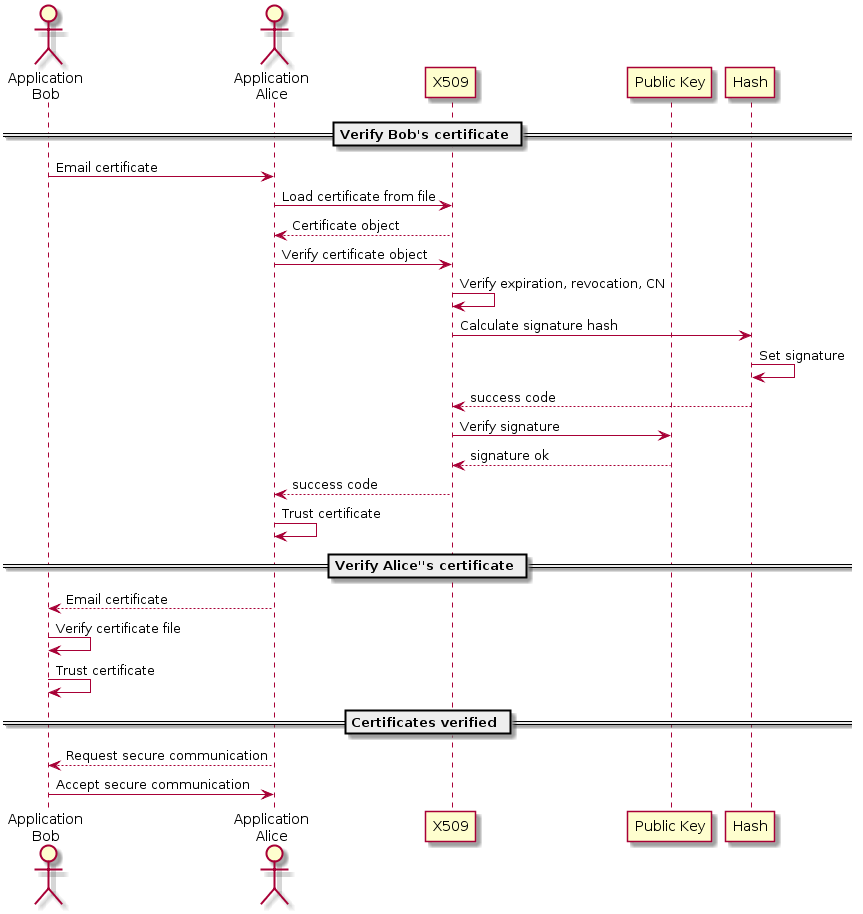 Application
Bob
Application
Alice
X509
Public Key
Hash
Verify Bob's certificate
Email certificate
Load certificate from file
Certificate object
Verify certificate object
Verify expiration, revocation, CN
Calculate signature hash
Set signature
success code
Verify signature
signature ok
success code
Trust certificate
Verify Alice''s certificate
Email certificate
Verify certificate file
Trust certificate
Certificates verified
Request secure communication
Accept secure communication
Application
Bob
Application
Alice
X509
Public Key
Hash